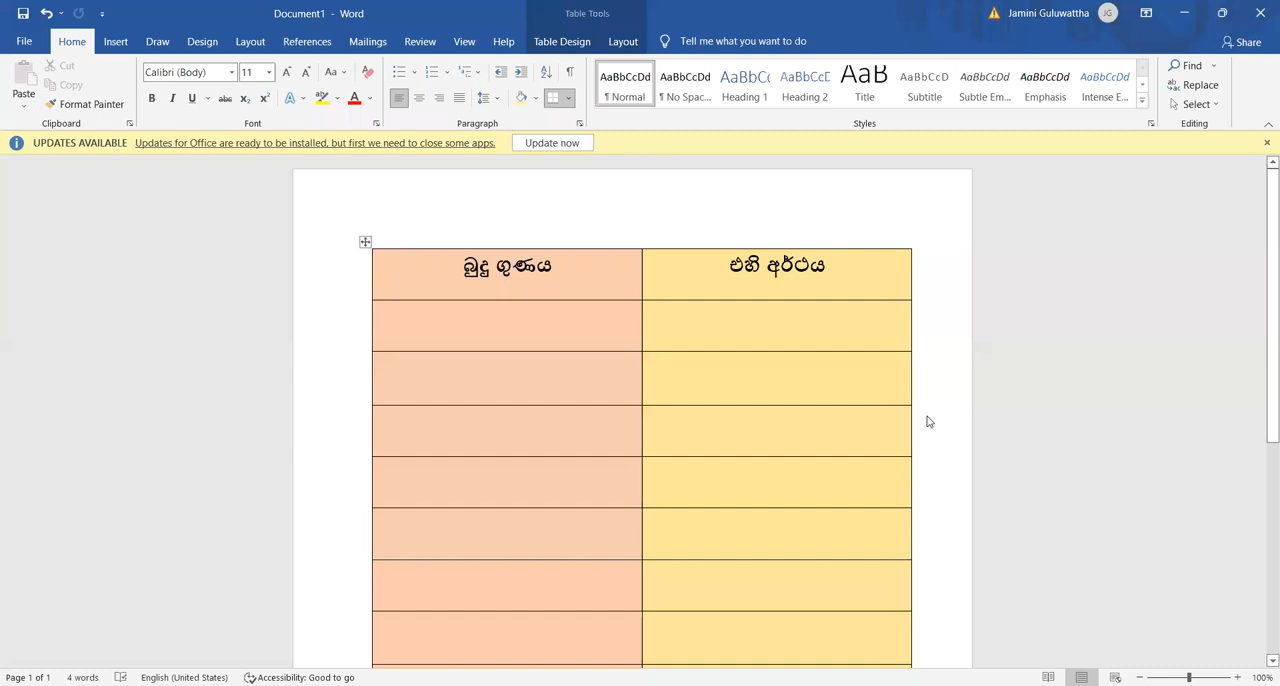 Document1 - Word
Table Tools
Jamini Guluwattha
JG
File
Home
Insert
Draw
Design
Layout
References
Mailings
Review
View
Help
Table Design
Layout
Tell me what you want to do
Share
Paste
Cut
Copy
Format Painter
Clipboard
Calibri (Body)
11
Font
Paragraph
AaBbCcDd
¶ Normal
AaBbCcDd
¶ No Spac...
AaBbCc
Heading 1
AaBbCcE
Heading 2
AaB
Title
AaBbCcD
Subtitle
AaBbCcDd
Subtle Em...
AaBbCcDd
Emphasis
AaBbCcDd
Intense E...
Styles
Find
Replace
Select
Editing
UPDATES AVAILABLE Updates for Office are ready to be installed, but first we need to close some apps. Update now
බුදු ගුණය
එහි අර්ථය
Page 1 of 1
4 words
English (United States)
Accessibility: Good to go
100%